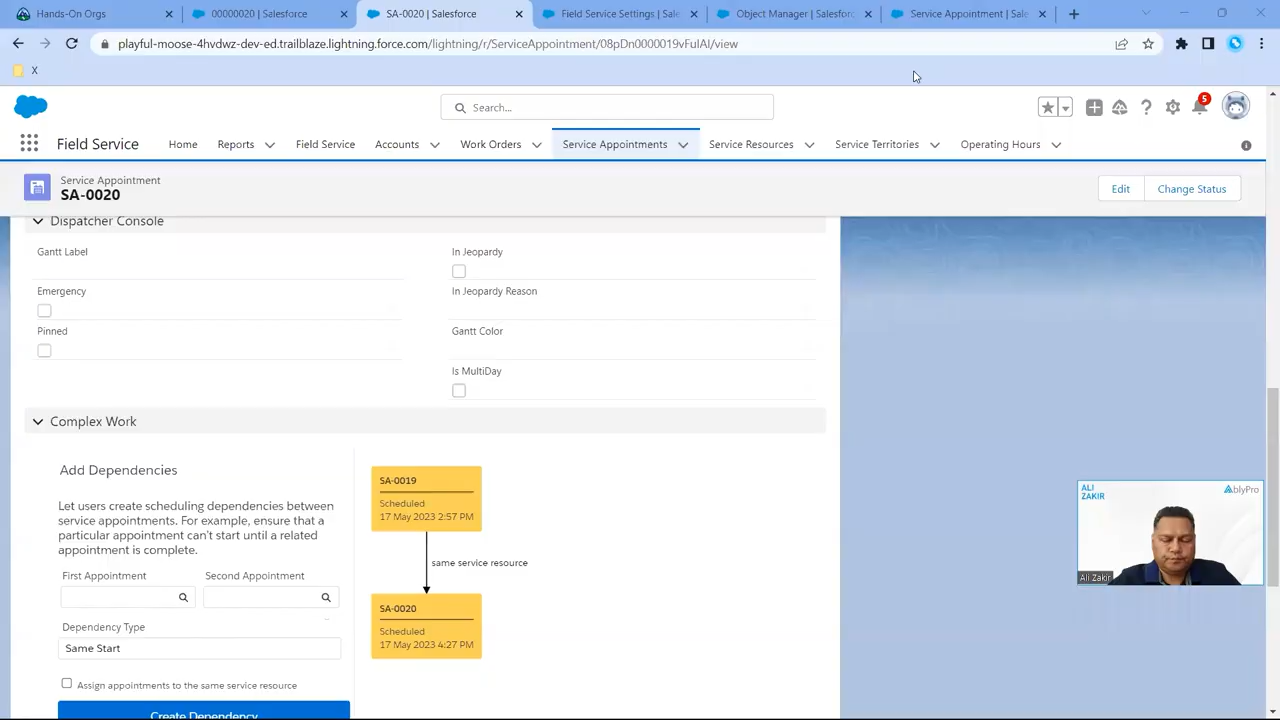 Hands-On Orgs
00000020 | Salesforce
SA-0020 | Salesforce
Field Service Settings | Sale
Object Manager | Salesforc
Service Appointment | Sale
playful-moose-4hvdwz-dev-ed.trailblaze.lightning.force.com/lightning/r/ServiceAppointment/08pDn0000019vFuIAI/view
X
Search...
5
Field Service
Home
Reports
Field Service
Accounts
Work Orders
Service Appointments
Service Resources
Service Territories
Operating Hours
Service Appointment
SA-0020
Edit
Change Status
Dispatcher Console
Gantt Label
In Jeopardy
Emergency
In Jeopardy Reason
Pinned
Gantt Color
Is MultiDay
Complex Work
Add Dependencies
Let users create scheduling dependencies between
service appointments. For example, ensure that a
particular appointment can't start until a related
appointment is complete.
First Appointment
Second Appointment
Dependency Type
Same Start
Assign appointments to the same service resource
Create Dependency
SA-0019
Scheduled
17 May 2023 2:57 PM
same service resource
SA-0020
Scheduled
17 May 2023 4:27 PM
ALI
ZAKIR
AblyPro
Ali Zakir